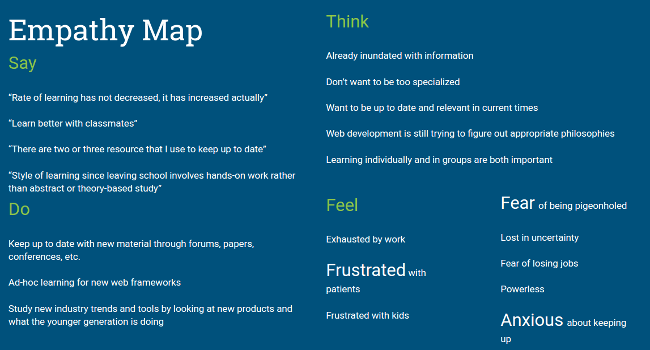 Empathy Map
Say
“Rate of learning has not decreased, it has increased actually”
“Learn better with classmates”
“There are two or three resource that I use to keep up to date”
“Style of learning since leaving school involves hands-on work rather
than abstract or theory-based study”
Do
Keep up to date with new material through forums, papers,
conferences, etc.
Ad-hoc learning for new web frameworks
Study new industry trends and tools by looking at new products and
what the younger generation is doing
Think
Already inundated with information
Don’t want to be too specialized
Want to be up to date and relevant in current times
Web development is still trying to figure out appropriate philosophies
Learning individually and in groups are both important
Feel
Exhausted by work
Frustrated with
patients
Frustrated with kids
Fear of being pigeonholed
Lost in uncertainty
Fear of losing jobs
Powerless
Anxious about keeping
up